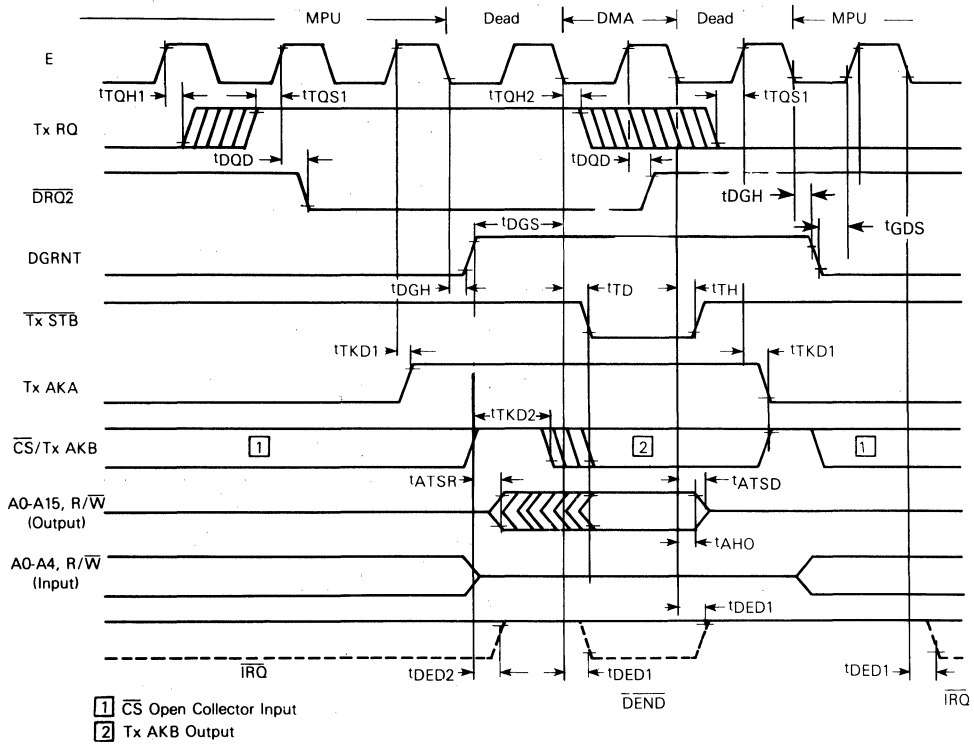 MPU Dead DMA Dead MPU
E
tTQH1 tTQS1 tTQH2 tTQS1
Tx RQ
tDQD tDQD
DRQ2
tDGH
tDGS tGDS
DGRNT
tDGH tTD tTH
Tx STB
tTKD1 tTKD1
Tx AKA
tTKD2
CS/Tx AKB 1 2 1
tATSR tATSD
A0-A15, R/W
(Output)
tAHO
A0-A4, R/W
(Input)
tDED1
IRQ tDED2 tDED1 tDED1
DEND IRQ
1 CS Open Collector Input
2 Tx AKB Output